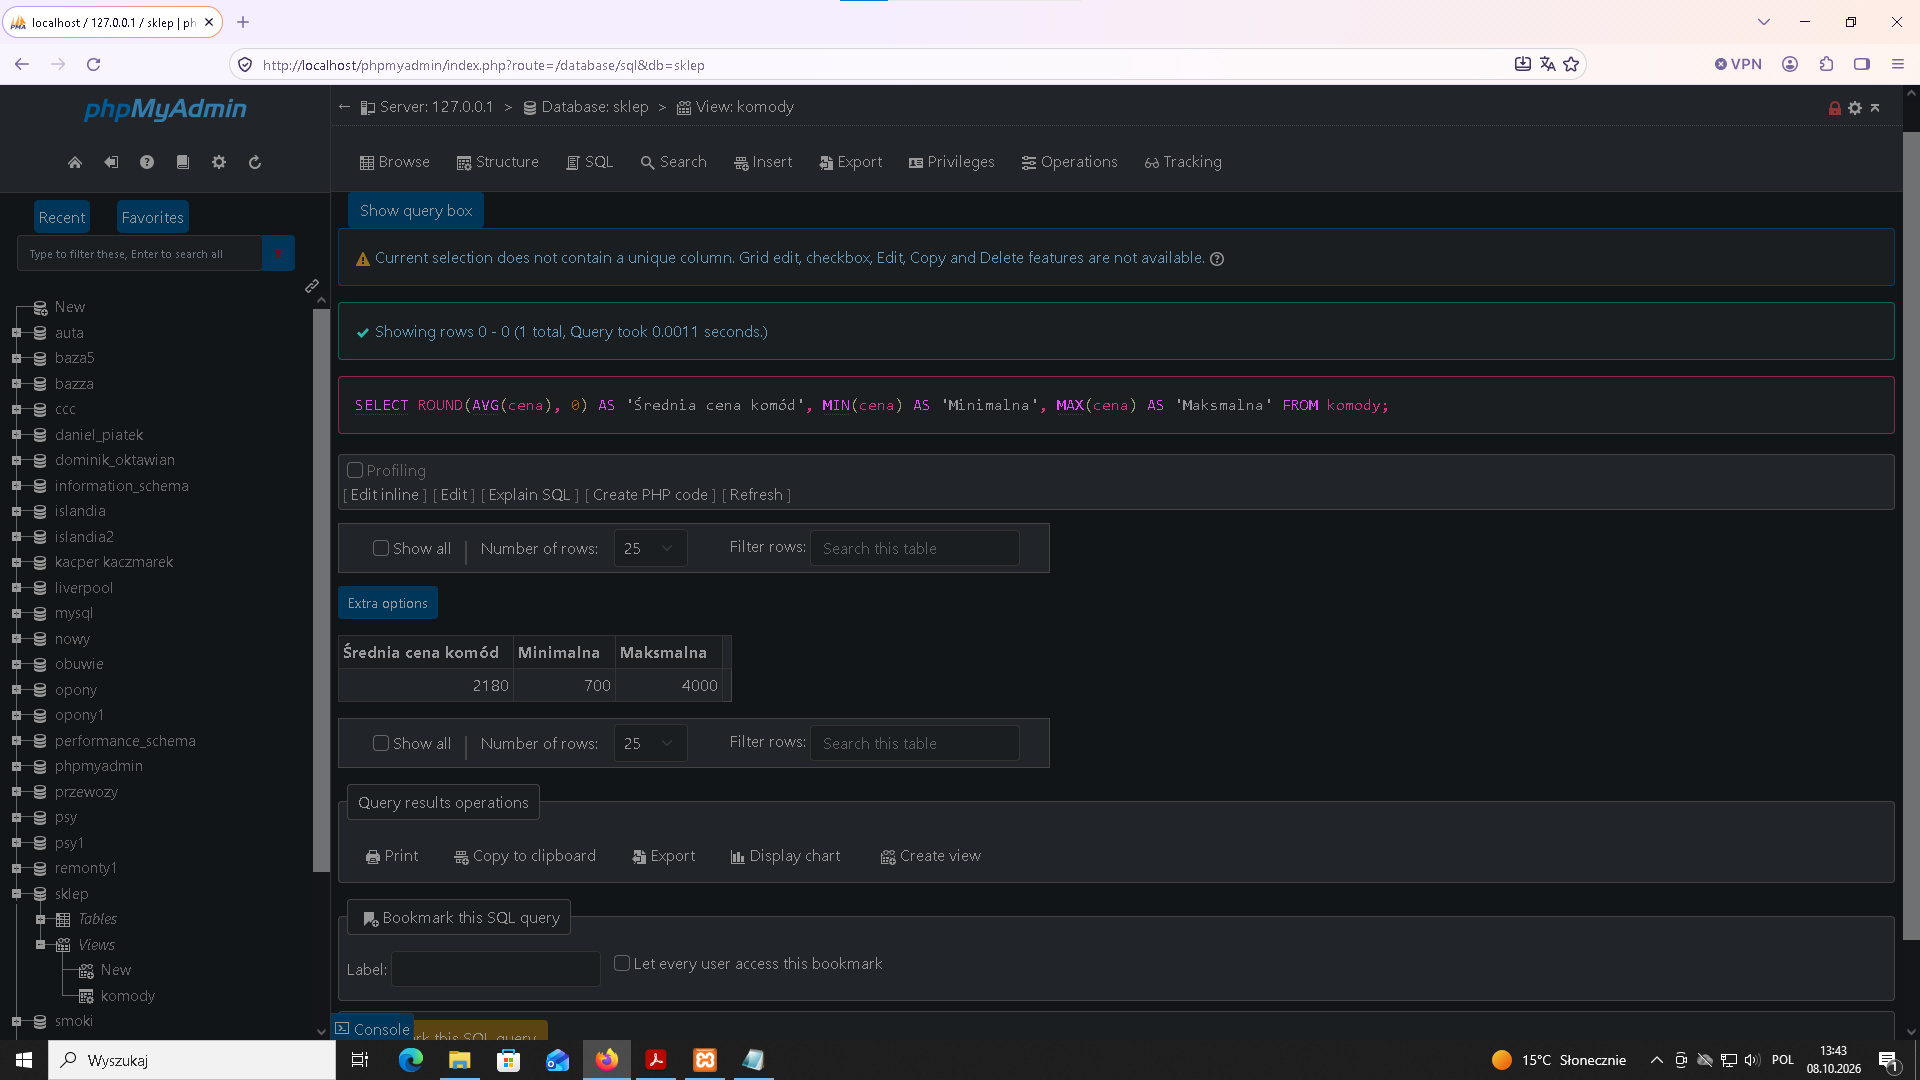 localhost / 127.0.0.1 / sklep | ph
http://localhost/phpmyadmin/index.php?route=/database/sql&db=sklep
VPN
phpMyAdmin
Recent
Favorites
Type to filter these, Enter to search all
X
New
auta
baza5
bazza
ccc
daniel_piatek
dominik_oktawian
information_schema
islandia
islandia2
kacper kaczmarek
liverpool
mysql
nowy
obuwie
opony
opony1
performance_schema
phpmyadmin
przewozy
psy
psy1
remonty1
sklep
Tables
Views
New
komody
smoki
Server: 127.0.0.1 > Database: sklep > View: komody
Browse Structure SQL Search Insert Export Privileges Operations Tracking
Show query box
Current selection does not contain a unique column. Grid edit, checkbox, Edit, Copy and Delete features are not available.
Showing rows 0 - 0 (1 total, Query took 0.0011 seconds.)
SELECT ROUND(AVG(cena), 0) AS 'Średnia cena komód', MIN(cena) AS 'Minimalna', MAX(cena) AS 'Maksmalna' FROM komody;
Profiling
[ Edit inline ] [ Edit ] [ Explain SQL ] [ Create PHP code ] [ Refresh ]
Show all | Number of rows: 25 Filter rows: Search this table
Extra options
Średnia cena komód Minimalna Maksmalna
2180 700 4000
Show all | Number of rows: 25 Filter rows: Search this table
Query results operations
Print Copy to clipboard Export Display chart Create view
Bookmark this SQL query
Label: Let every user access this bookmark
Console
rk this SQL query
Wyszukaj
15°C Słonecznie
POL
13:43
08.10.2026
1